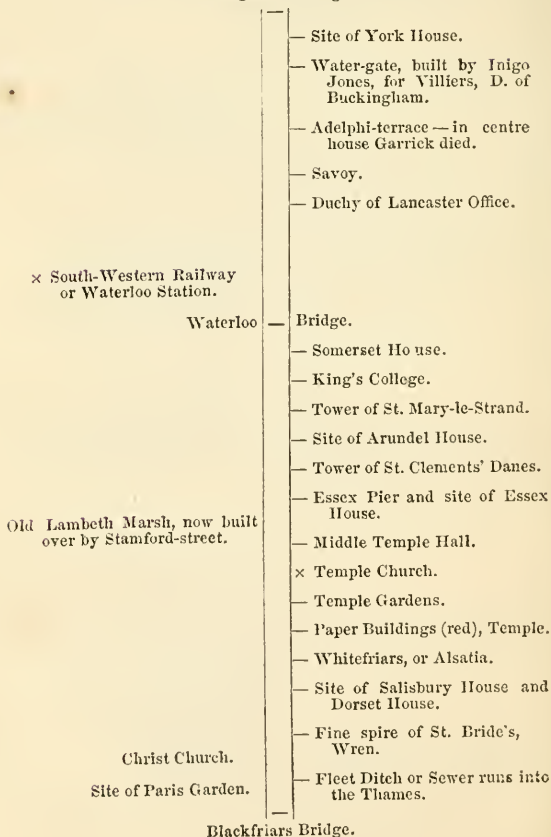 — Site of York House.
— Water-gate, built by Inigo
Jones, for Villiers, D. of
Buckingham.
— Adelphi-terrace — in centre
house Garrick died.
— Savoy.
— Duchy of Lancaster Office.
× South-Western Railway
or Waterloo Station.
Waterloo — Bridge.
— Somerset House.
— King's College.
— Tower of St. Mary-le-Strand.
— Site of Arundel House.
— Tower of St. Clements' Danes.
— Essex Pier and site of Essex
House.
Old Lambeth Marsh, now built
over by Stamford-street.
— Middle Temple Hall.
× Temple Church.
— Temple Gardens.
— Paper Buildings (red), Temple.
— Whitefriars, or Alsatia.
— Site of Salisbury House and
Dorset House.
— Fine spire of St. Bride's,
Wren.
Christ Church.
Site of Paris Garden.
— Fleet Ditch or Sewer runs into
the Thames.
Blackfriars Bridge.